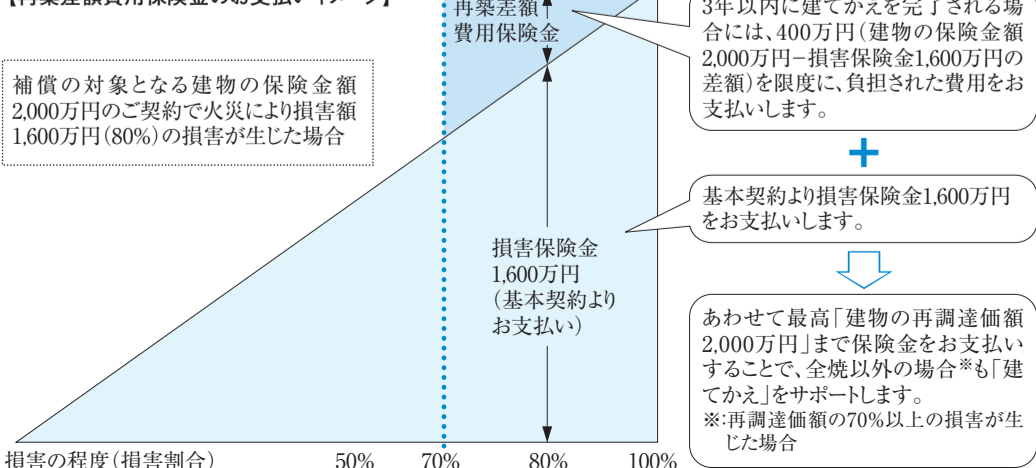 【再築差額費用保険金のお支払いイメージ】
補償の対象となる建物の保険金額
2,000万円のご契約で火災により損害額
1,600万円(80%)の損害が生じた場合
再築差額
費用保険金
損害保険金
1,600万円
(基本契約より
お支払い)
損害の程度(損害割合)
50%
70%
80%
100%
3年以内に建てかえを完了される場
合には、400万円(建物の保険金額
2,000万円−損害保険金1,600万円の
差額)を限度に、負担された費用をお
支払いします。
+
基本契約より損害保険金1,600万円
をお支払いします。
あわせて最高「建物の再調達価額
2,000万円」まで保険金をお支払い
することで、全焼以外の場合※も「建
てかえ」をサポートします。
※:再調達価額の70%以上の損害が生
じた場合